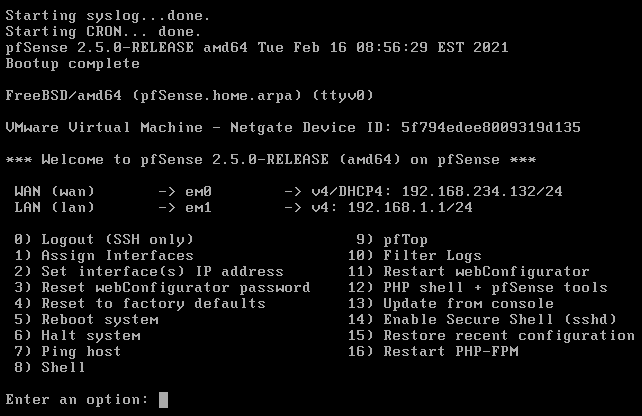 Starting syslog...done.
Starting CRON... done.
pfSense 2.5.0-RELEASE amd64 Tue Feb 16 08:56:29 EST 2021
Bootup complete
FreeBSD/amd64 (pfSense.home.arpa) (ttyv0)
VMware Virtual Machine - Netgate Device ID: 5f794edee8009319d135
*** Welcome to pfSense 2.5.0-RELEASE (amd64) on pfSense ***
WAN (wan)       -> em0        -> v4/DHCP4: 192.168.234.132/24
LAN (lan)       -> em1        -> v4: 192.168.1.1/24
0) Logout (SSH only)                  9) pfTop
1) Assign Interfaces                 10) Filter Logs
2) Set interface(s) IP address       11) Restart webConfigurator
3) Reset webConfigurator password    12) PHP shell + pfSense tools
4) Reset to factory defaults         13) Update from console
5) Reboot system                     14) Enable Secure Shell (sshd)
6) Halt system                       15) Restore recent configuration
7) Ping host                         16) Restart PHP-FPM
8) Shell
Enter an option: